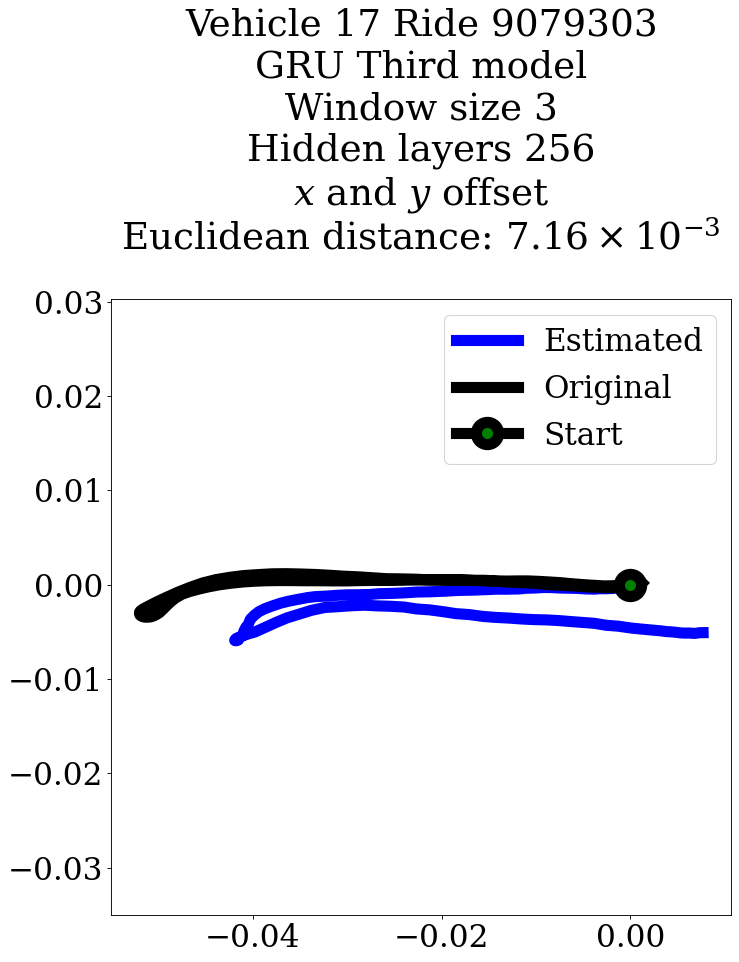 Vehicle 17 Ride 9079303
GRU Third model
Window size 3
Hidden layers 256
x and y offset
Euclidean distance: 7.16 × 10⁻³
0.03
Estimated
0.02
Original
0.01
Start
0.00
−0.01
−0.02
−0.03
−0.04
−0.02
0.00